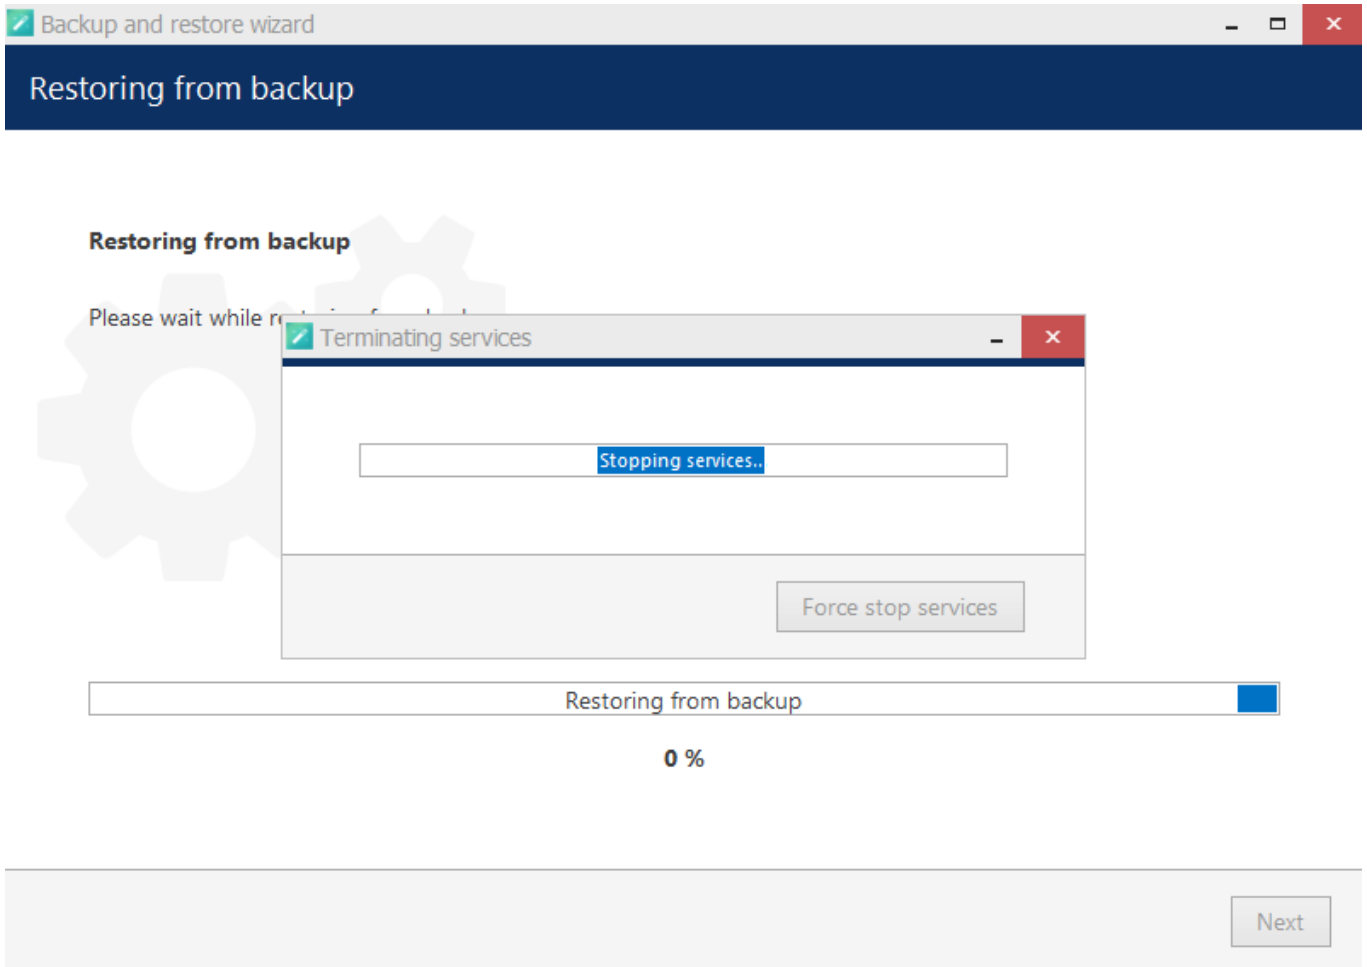 Backup and restore wizard
Restoring from backup
Restoring from backup
Please wait while
Terminating services
Stopping services..
Force stop services
Restoring from backup
0 %
Next